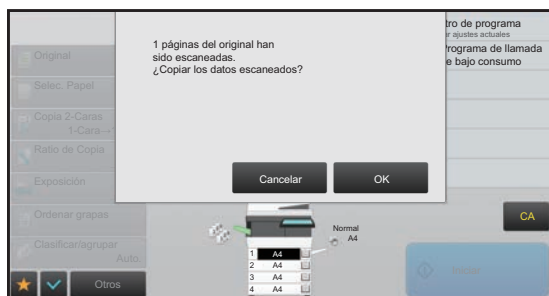 1 páginas del original han
sido escaneadas.
¿Copiar los datos escaneados?
Cancelar
OK
Original
Selec. Papel
Copia 2-Caras
1-Cara→
Ratio de Copia
Exposición
Ordenar grapas
Clasificar/agrupar
Auto.
Otros
tro de programa
r ajustes actuales
Programa de llamada
e bajo consumo
Normal
A4
1 A4
2 A4
3 A4
4 A4
CA
Iniciar